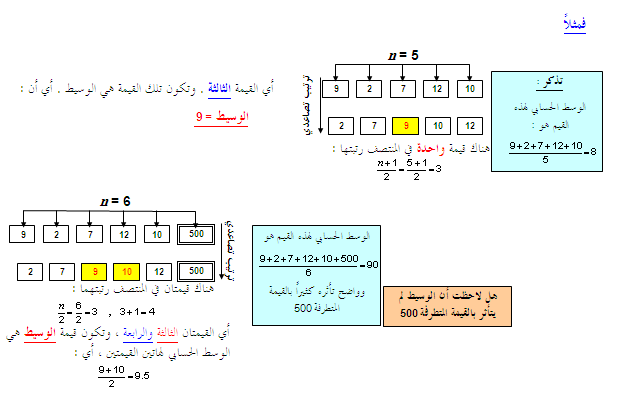 فمثلاً
n = 5
9 2 7 12 10
ترتيب تصاعدي
2 7 9 10 12
هناك قيمة واحدة في المنتصف رتبتها :
n+1/2 = 5+1/2 = 3
أي القيمة الثالثة . وتكون تلك القيمة هي الوسيط . أي أن :
الوسيط = 9
تذكر :
الوسط الحسابي لهذه
القيم هو :
9+2+7+12+10/5 = 8
n = 6
9 2 7 12 10 500
ترتيب تصاعدي
2 7 9 10 12 500
هناك قيمتان في المنتصف رتبتهما :
n/2 = 6/2 = 3 , 3+1=4
أي القيمتان الثالثة والرابعة ، وتكون قيمة الوسيط هي
الوسط الحسابي لهاتين القيمتين ، أي :
9+10/2 = 9.5
الوسط الحسابي لهذه القيم هو
9+2+7+12+10+500/6 = 90
وواضح تأثره كثيراً بالقيمة
المتطرفة 500
هل لاحظت أن الوسيط لم
يتأثر بالقيمة المتطرفة 500